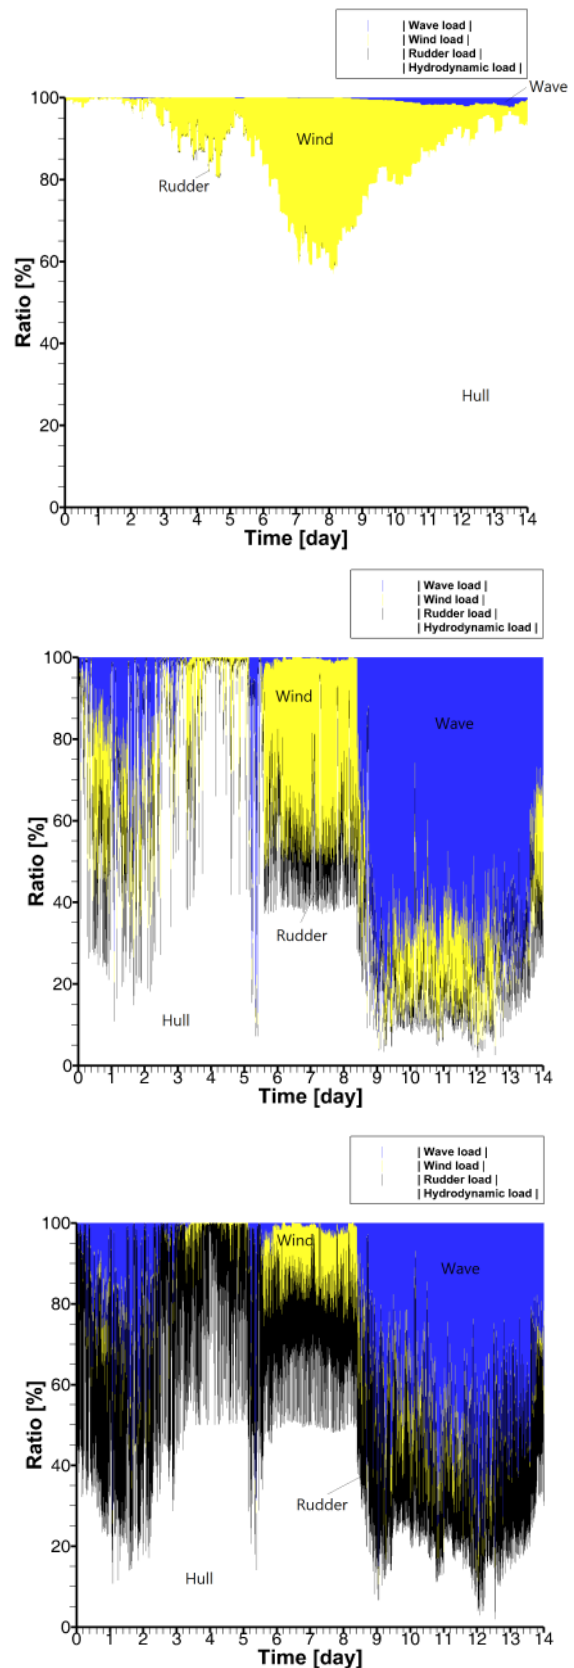 | Wave load |
| Wind load |
| Rudder load |
| Hydrodynamic load |
Wave
100
Wind
80
Rudder
60
Ratio [%]
40
Hull
20
0
0 1 2 3 4 5 6 7 8 9 10 11 12 13 14
Time [day]
| Wave load |
| Wind load |
| Rudder load |
| Hydrodynamic load |
100
Wind
Wave
80
60
Ratio [%]
40
Rudder
20
Hull
0
0 1 2 3 4 5 6 7 8 9 10 11 12 13 14
Time [day]
| Wave load |
| Wind load |
| Rudder load |
| Hydrodynamic load |
100
Wind
Wave
80
60
Ratio [%]
40
Rudder
20
Hull
0
0 1 2 3 4 5 6 7 8 9 10 11 12 13 14
Time [day]